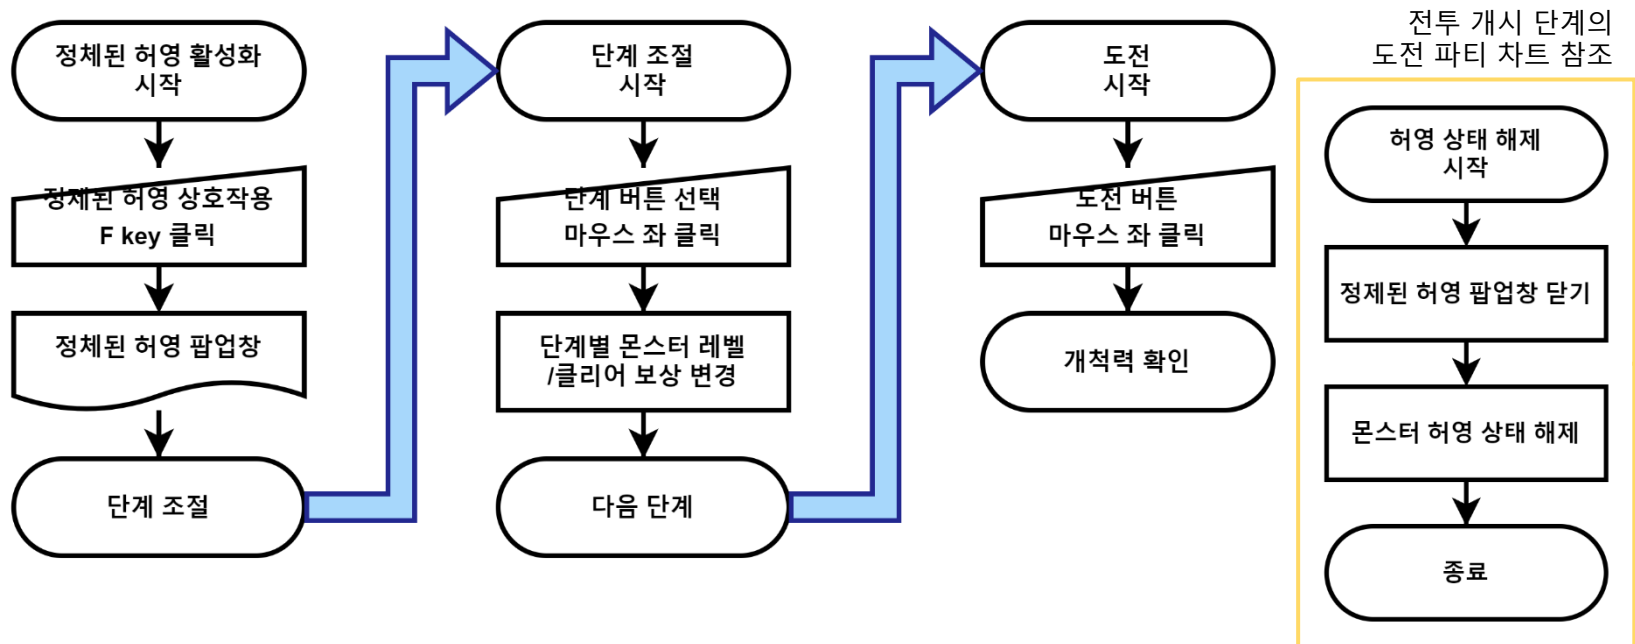 정체된 허영 활성화
시작
정제된 허영 상호작용
F key 클릭
정체된 허영 팝업창
단계 조절
단계 조절
시작
단계 버튼 선택
마우스 좌 클릭
단계별 몬스터 레벨
/클리어 보상 변경
다음 단계
도전
시작
도전 버튼
마우스 좌 클릭
개척력 확인
전투 개시 단계의
도전 파티 차트 참조
허영 상태 해제
시작
정제된 허영 팝업창 닫기
몬스터 허영 상태 해제
종료